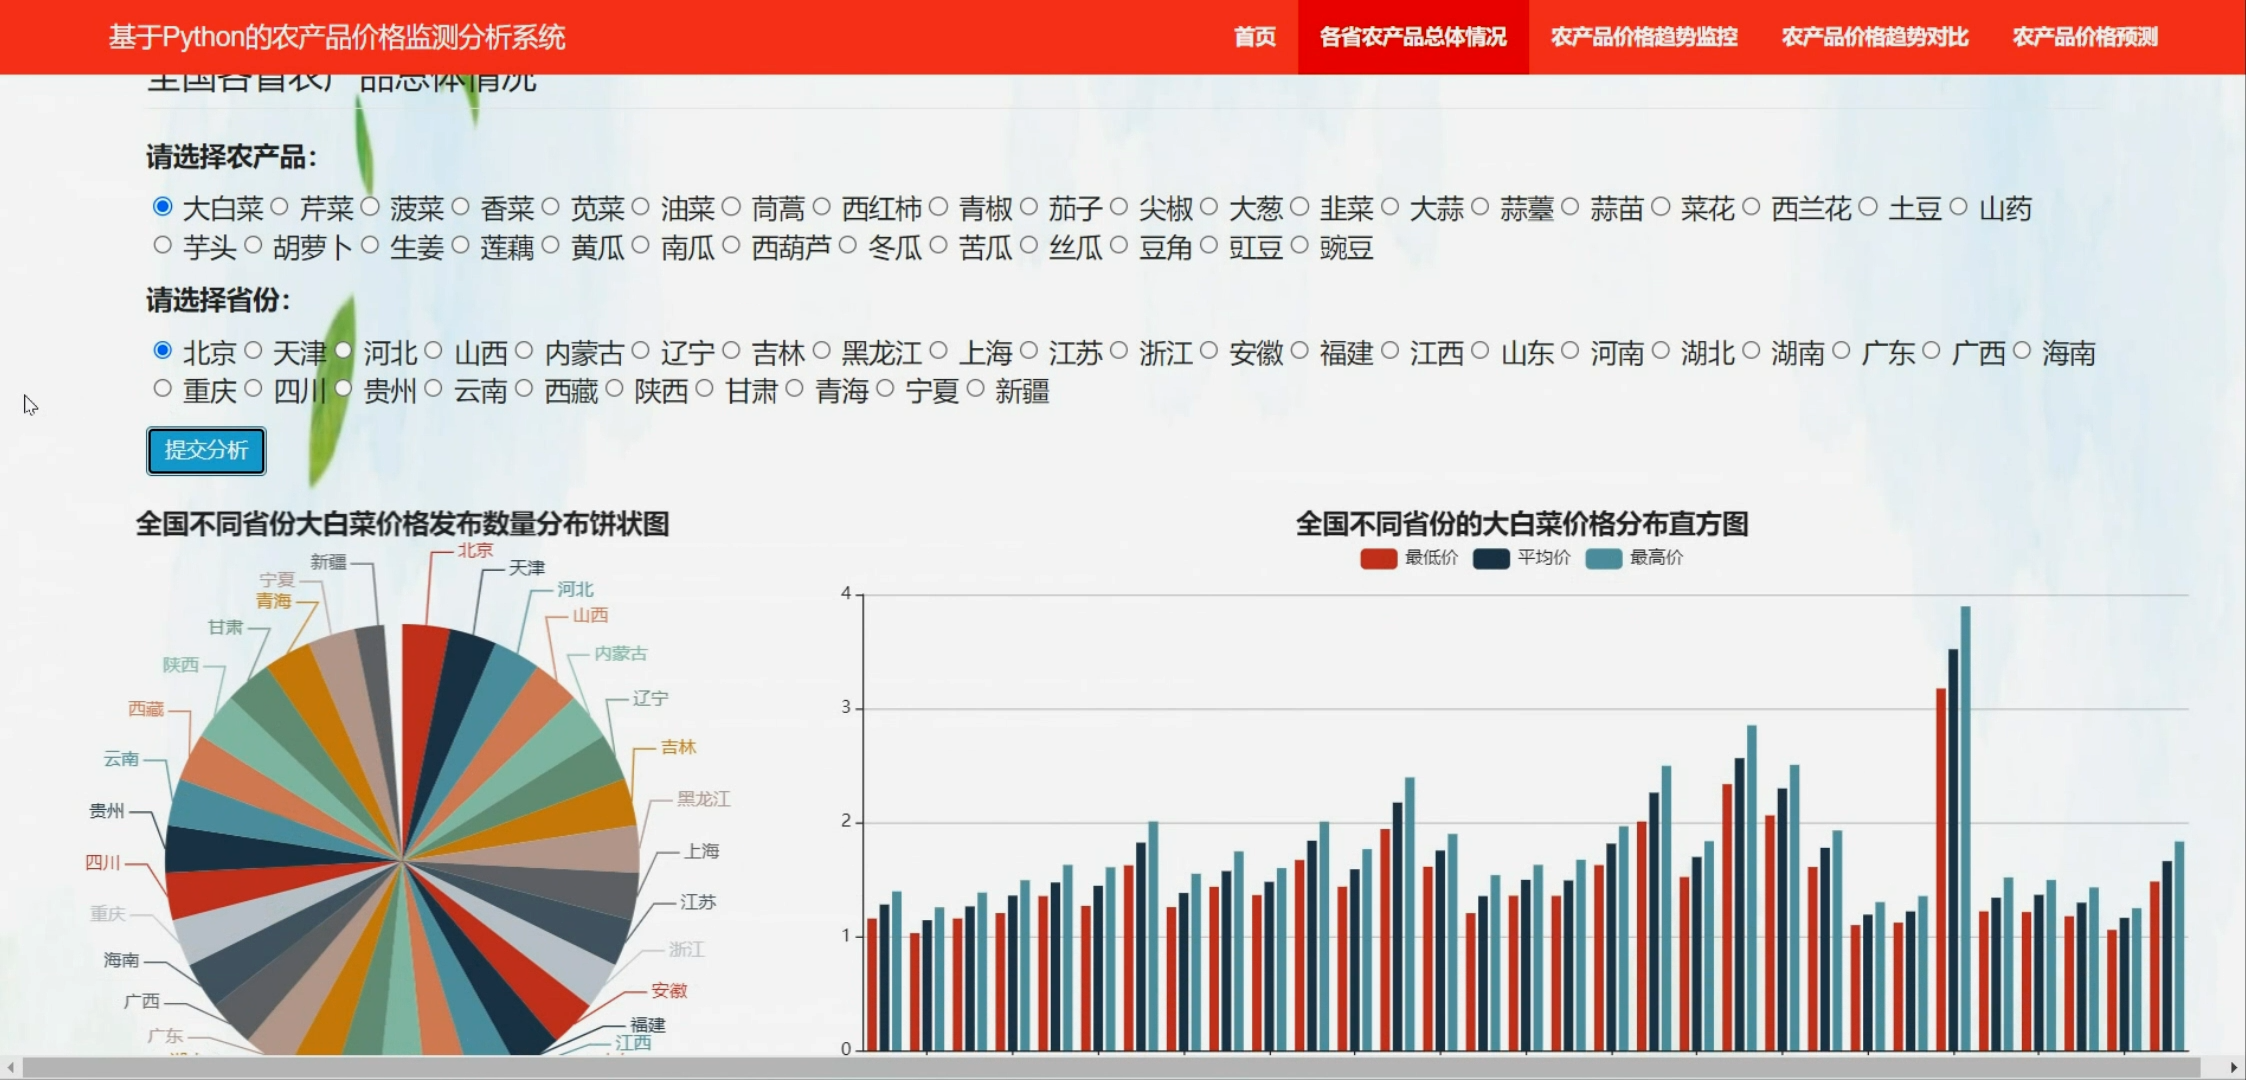 基于Python的农产品价格监测分析系统
首页 各省农产品总体情况 农产品价格趋势监控 农产品价格趋势对比 农产品价格预测
全国各省农产品总体情况
请选择农产品：
大白菜 芹菜 菠菜 香菜 苋菜 油菜 茼蒿 西红柿 青椒 茄子 尖椒 大葱 韭菜 大蒜 蒜薹 蒜苗 菜花 西兰花 土豆 山药
芋头 胡萝卜 生姜 莲藕 黄瓜 南瓜 西葫芦 冬瓜 苦瓜 丝瓜 豆角 豇豆 豌豆
请选择省份：
北京 天津 河北 山西 内蒙古 辽宁 吉林 黑龙江 上海 江苏 浙江 安徽 福建 江西 山东 河南 湖北 湖南 广东 广西 海南
重庆 四川 贵州 云南 西藏 陕西 甘肃 青海 宁夏 新疆
提交分析
全国不同省份大白菜价格发布数量分布饼状图
北京
天津
河北
山西
内蒙古
辽宁
吉林
黑龙江
上海
江苏
浙江
安徽
福建
江西
广东
广西
海南
重庆
四川
贵州
云南
西藏
陕西
甘肃
青海
宁夏
新疆
全国不同省份的大白菜价格分布直方图
最低价 平均价 最高价
4
3
2
1
0